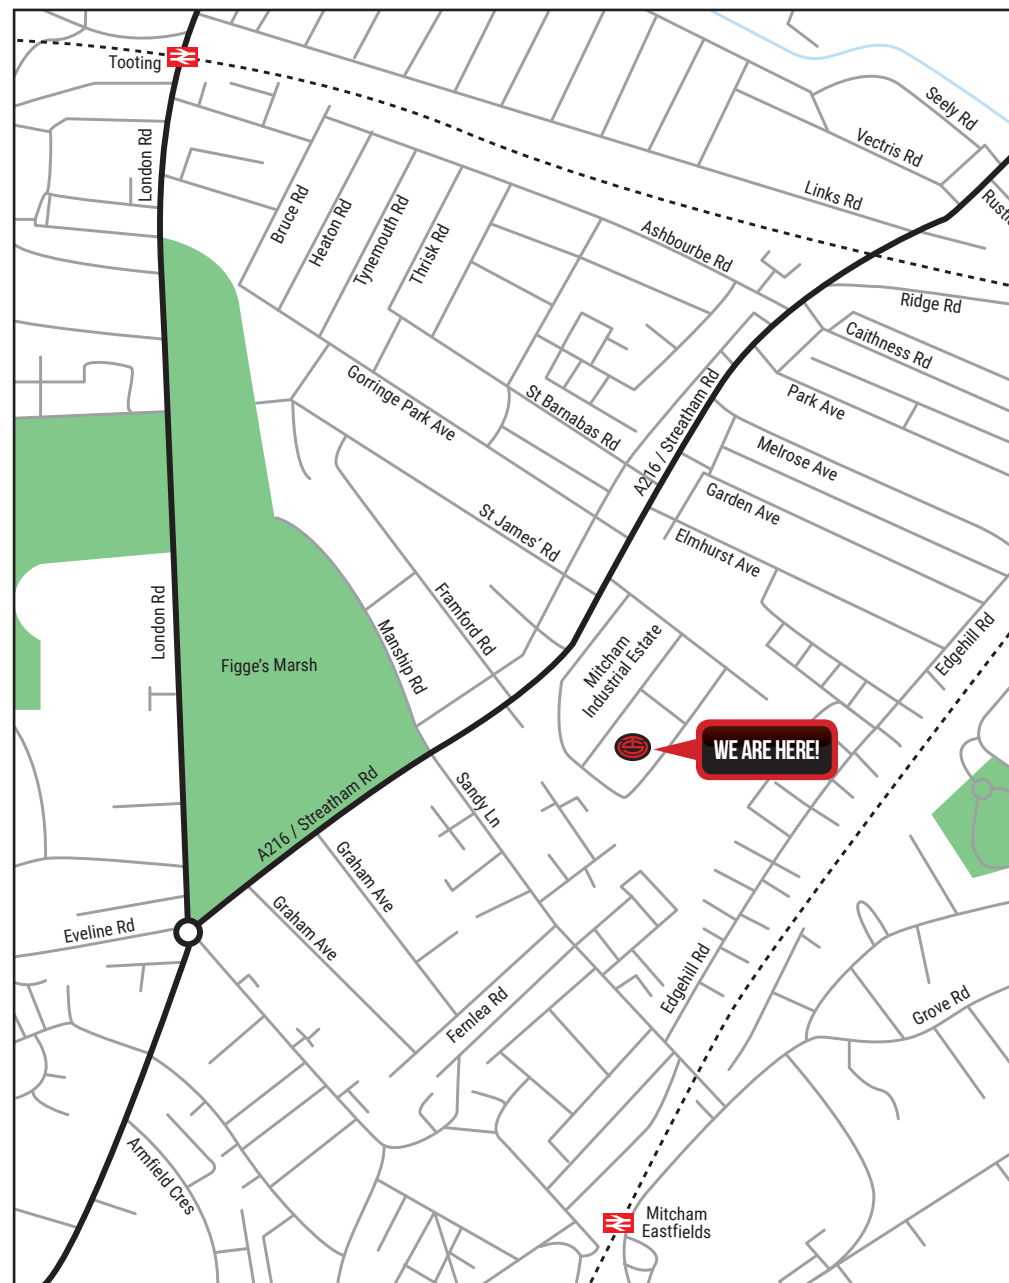 Tooting
London Rd
Seely Rd
Vectris Rd
Links Rd
Bruce Rd
Heaton Rd
Tynemouth Rd
Thrisk Rd
Ashbourbe Rd
Ridge Rd
Caithness Rd
Park Ave
Gorringe Park Ave
St Barnabas Rd
A216 / Streatham Rd
Melrose Ave
Garden Ave
Elmhurst Ave
St James' Rd
London Rd
Framford Rd
Manship Rd
Figge's Marsh
Mitcham
Industrial Estate
Edgehill Rd
WE ARE HERE!
Sandy Ln
A216 / Streatham Rd
Graham Ave
Graham Ave
Eveline Rd
Fernlea Rd
Edgehill Rd
Grove Rd
Armfield Cres
Mitcham
Eastfields